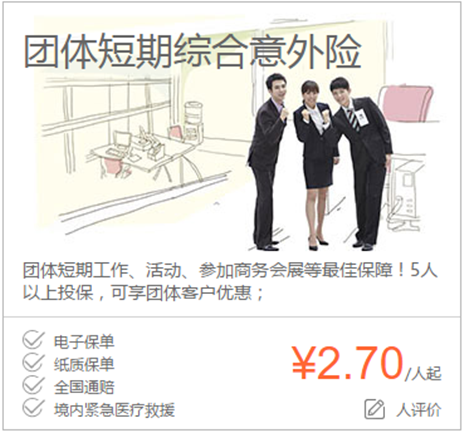 团体短期综合意外险
团体短期工作、活动、参加商务会展等最佳保障！5人
以上投保，可享团体客户优惠；
电子保单
纸质保单
全国通赔
境内紧急医疗救援
¥2.70/人起
人评价